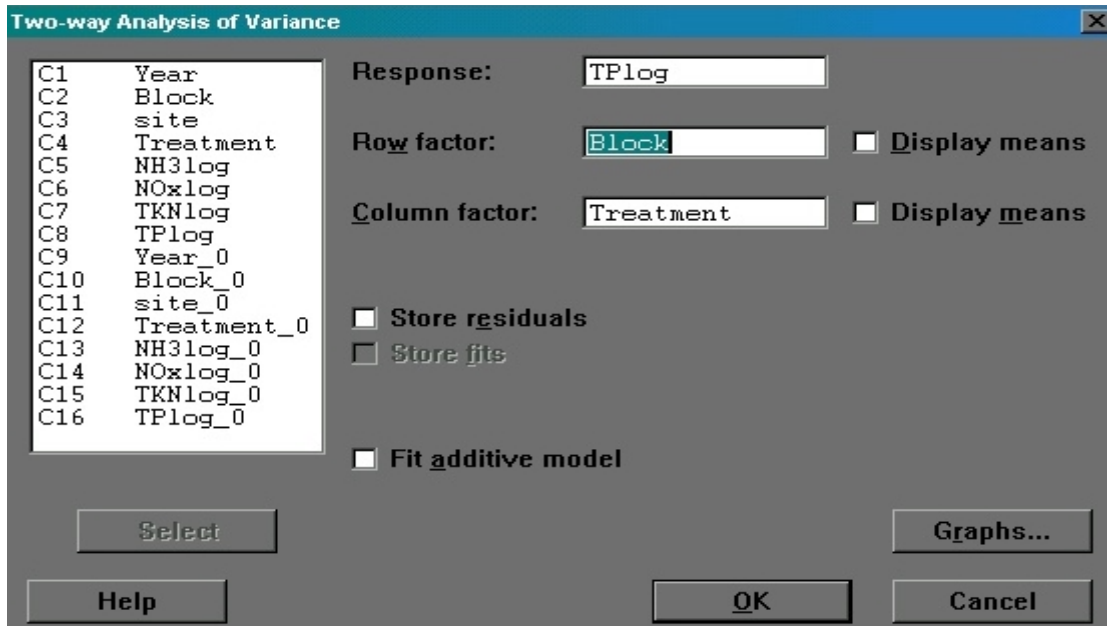 Two-way Analysis of Variance
C1 Year
C2 Block
C3 site
C4 Treatment
C5 NH3log
C6 NOxlog
C7 TKNlog
C8 TPlog
C9 Year_0
C10 Block_0
C11 site_0
C12 Treatment_0
C13 NH3log_0
C14 NOxlog_0
C15 TKNlog_0
C16 TPlog_0
Response: TPlog
Row factor: Block Display means
Column factor: Treatment Display means
Store residuals
Store fits
Fit additive model
Select
Graphs...
Help
OK
Cancel